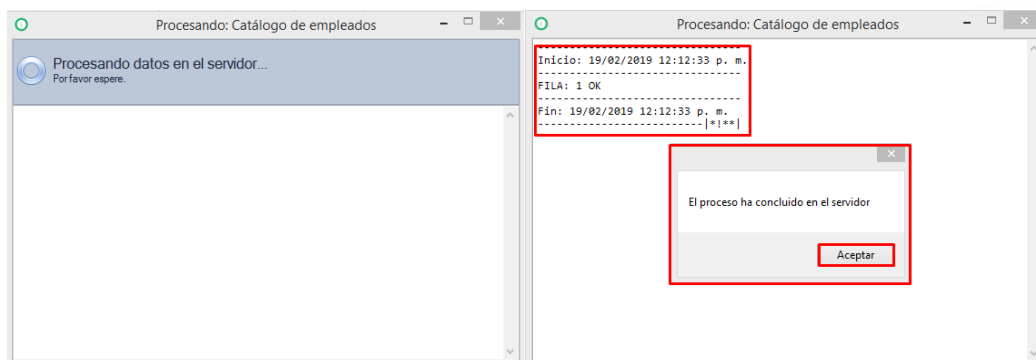 Procesando: Catálogo de empleados
Procesando datos en el servidor...
Por favor espere.
Procesando: Catálogo de empleados
--------------------------------
Inicio: 19/02/2019 12:12:33 p. m.
--------------------------------
FILA: 1 OK
--------------------------------
Fin: 19/02/2019 12:12:33 p. m.
--------------------------|*!**|
El proceso ha concluido en el servidor
Aceptar